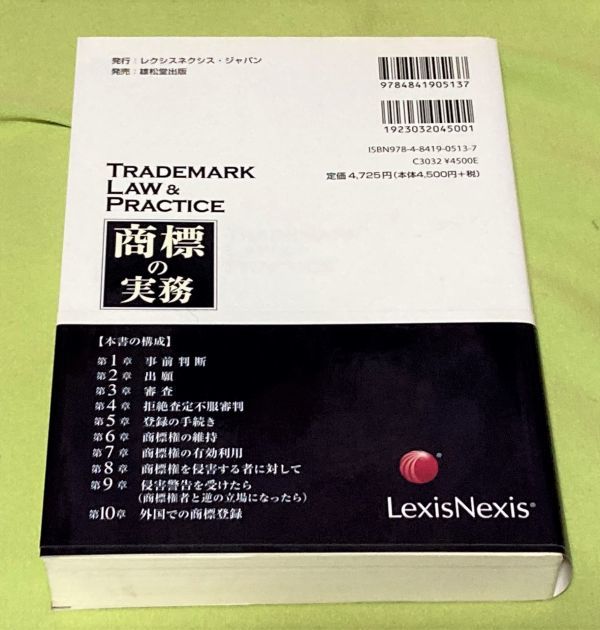 発行：レクシスネクシス・ジャパン
発売：雄松堂出版
9784841905137
1923032045001
ISBN978-4-8419-0513-7
C3032 ¥4500E
定価 4,725円(本体4,500円+税)
TRADEMARK
LAW &
PRACTICE
商標
の
実務
【本書の構成】
第1章 事前判断
第2章 出願
第3章 審査
第4章 拒絶査定不服審判
第5章 登録の手続き
第6章 商標権の維持
第7章 商標権の有効利用
第8章 商標権を侵害する者に対して
第9章 侵害警告を受けたら
(商標権者と逆の立場になったら)
第10章 外国での商標登録
LexisNexis®